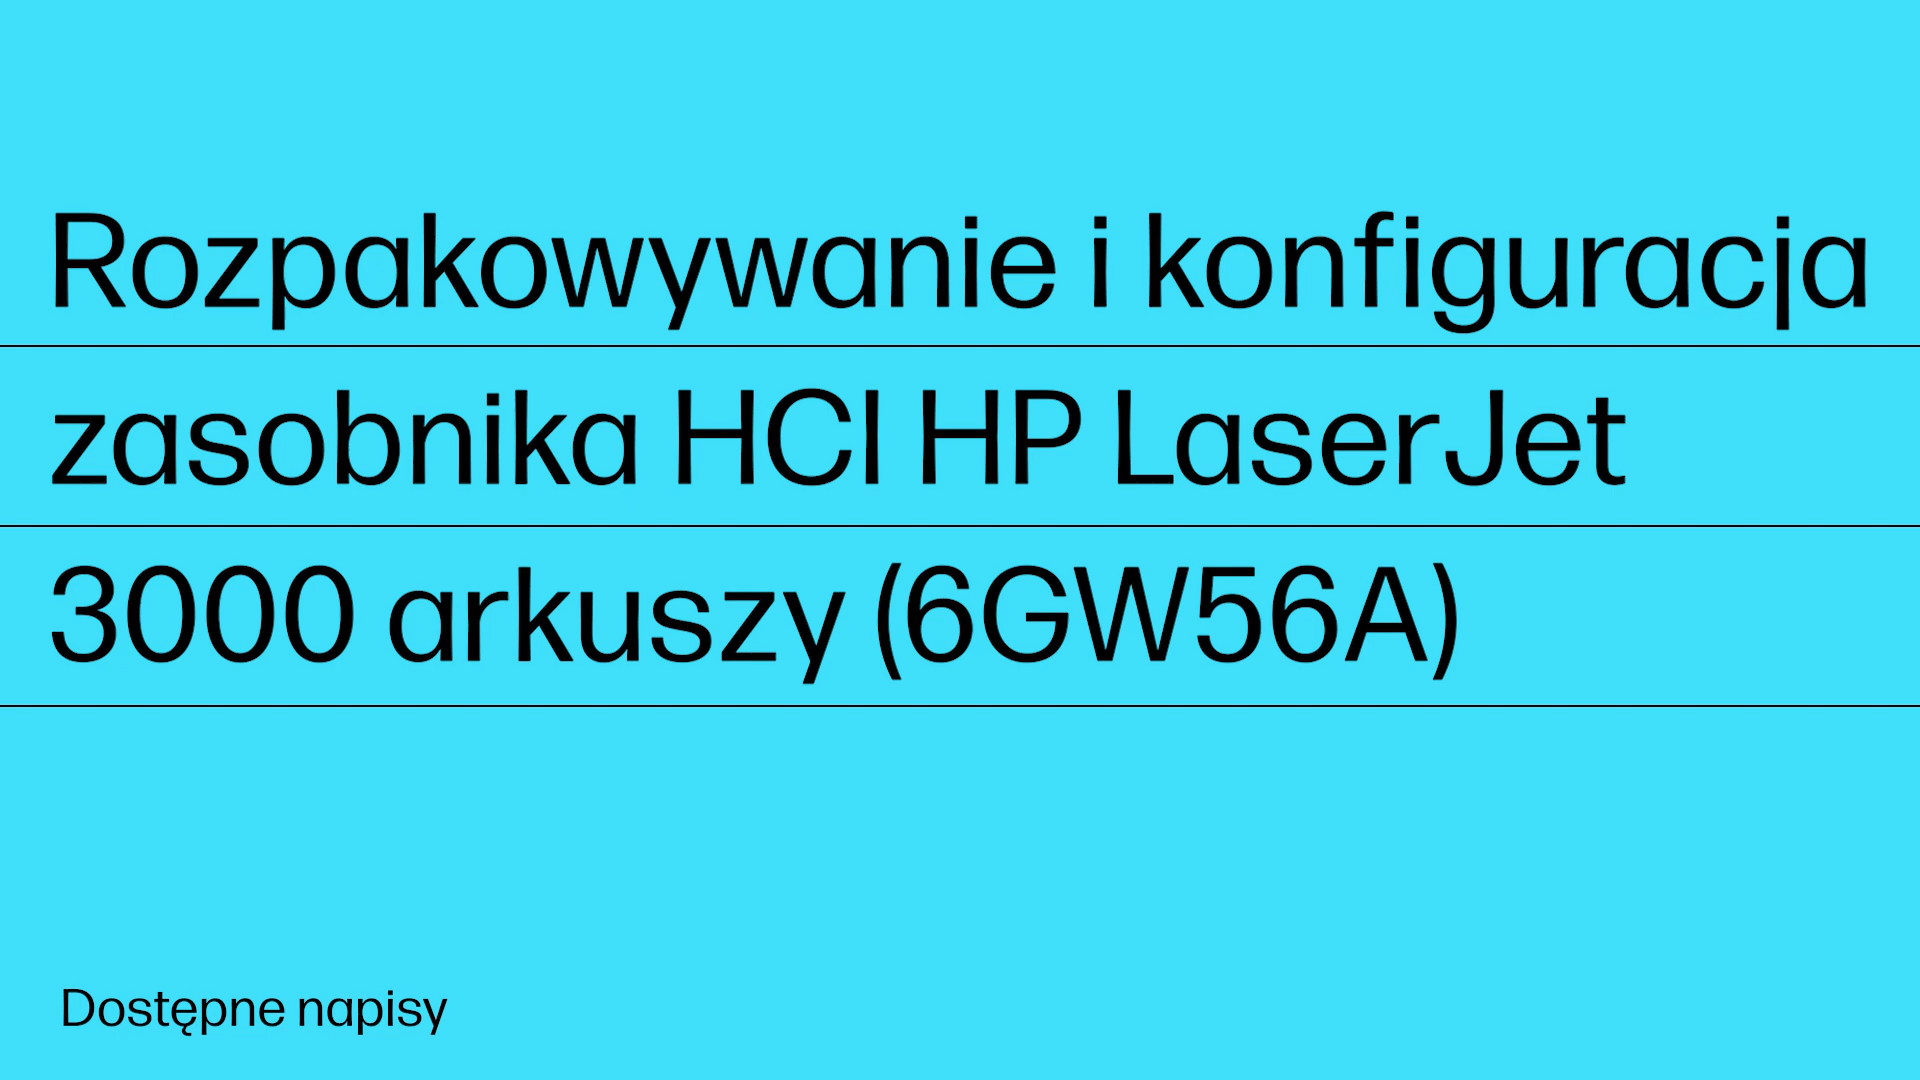 Rozpakowywanie i konfiguracja
zasobnika HCI HP LaserJet
3000 arkuszy (6GW56A)
Dostępne napisy